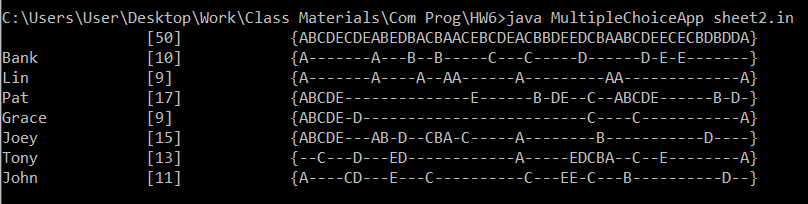 C:\Users\User\Desktop\Work\Class Materials\Com Prog\HW6>java MultipleChoiceApp sheet2.in
[50] {ABCDECDEABEDBACBAACEBCDEACBBDEEDCBAABCDEECECBDBDDA}
Bank [10] {A-------A---B--B-----C---C-----D------D-E-E-------}
Lin [9] {A-------A----A--AA------A---------AA-------------A}
Pat [17] {ABCDE--------------E------B-DE--C--ABCDE------B-D-}
Grace [9] {ABCDE-D-------------------------C----C-----------A}
Joey [15] {ABCDE---AB-D--CBA-C-----A--------B-----------D----}
Tony [13] {--C---D---ED------------A-----EDCBA--C--E--------A}
John [11] {A----CD---E---C----------C---EE-C---B----------D--}